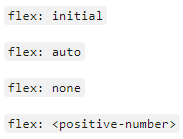 flex: initial
flex: auto
flex: none
flex: <positive-number>